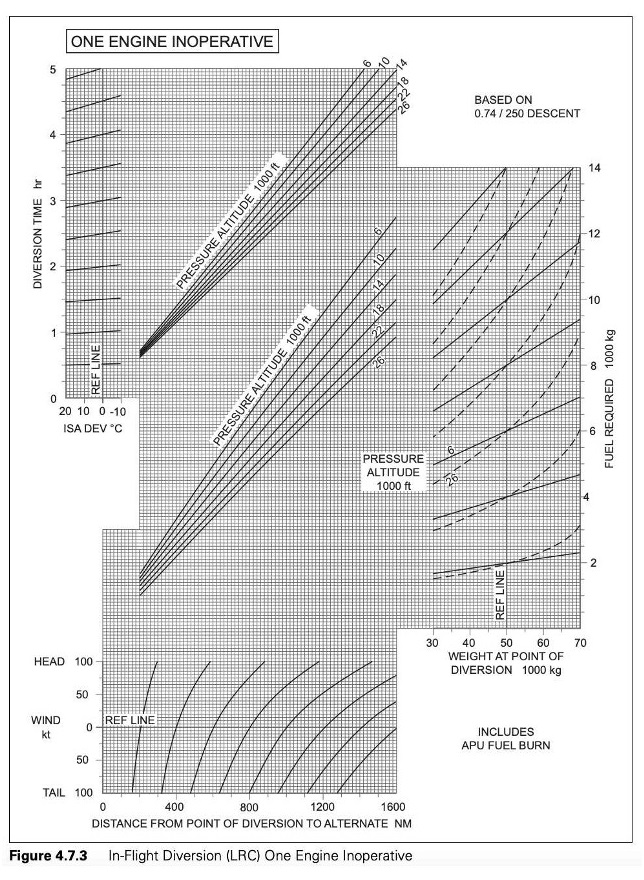 ONE ENGINE INOPERATIVE
5
4
3
2
1
0
DIVERSION TIME hr
20 10 0 -10
ISA DEV °C
REF LINE
6 10 14 18 22 26
PRESSURE ALTITUDE 1000 ft
BASED ON
0.74 / 250 DESCENT
6
10
14
18
22
26
PRESSURE ALTITUDE 1000 ft
14
12
10
8
6
4
2
FUEL REQUIRED 1000 kg
PRESSURE
ALTITUDE
1000 ft
6
26
REF LINE
30 40 50 60 70
WEIGHT AT POINT OF
DIVERSION 1000 kg
HEAD 100
50
WIND
kt
0
REF LINE
50
TAIL 100
0 400 800 1200 1600
DISTANCE FROM POINT OF DIVERSION TO ALTERNATE NM
INCLUDES
APU FUEL BURN
Figure 4.7.3 In-Flight Diversion (LRC) One Engine Inoperative